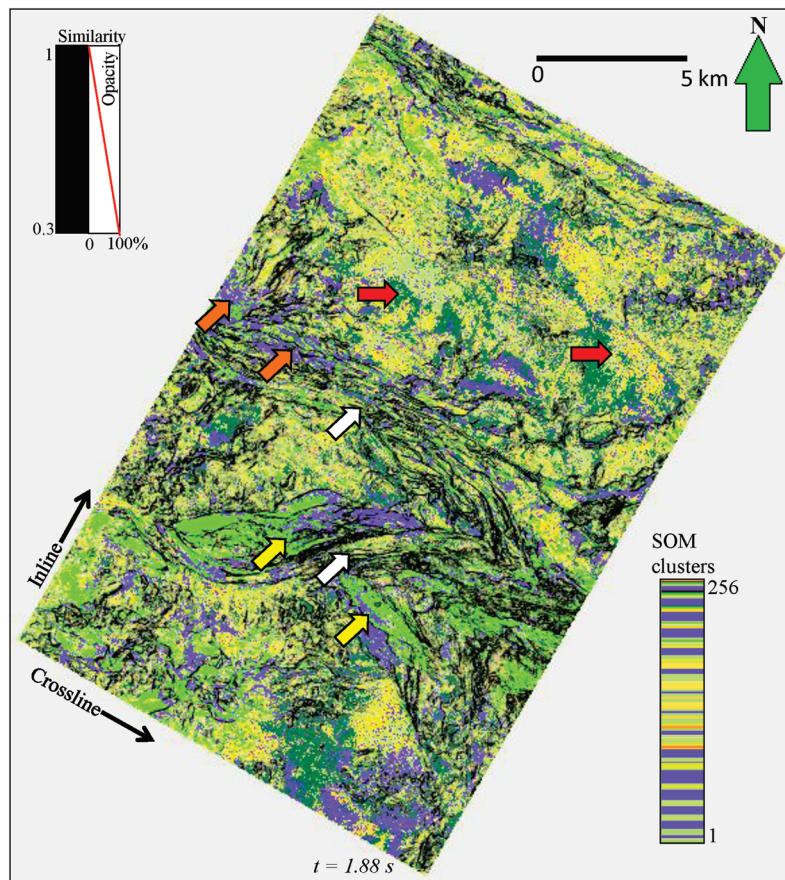 Similarity
1
Opacity
0.3
0 100%
N
0
5 km
Inline
Crossline
SOM
clusters
256
1
t = 1.88 s